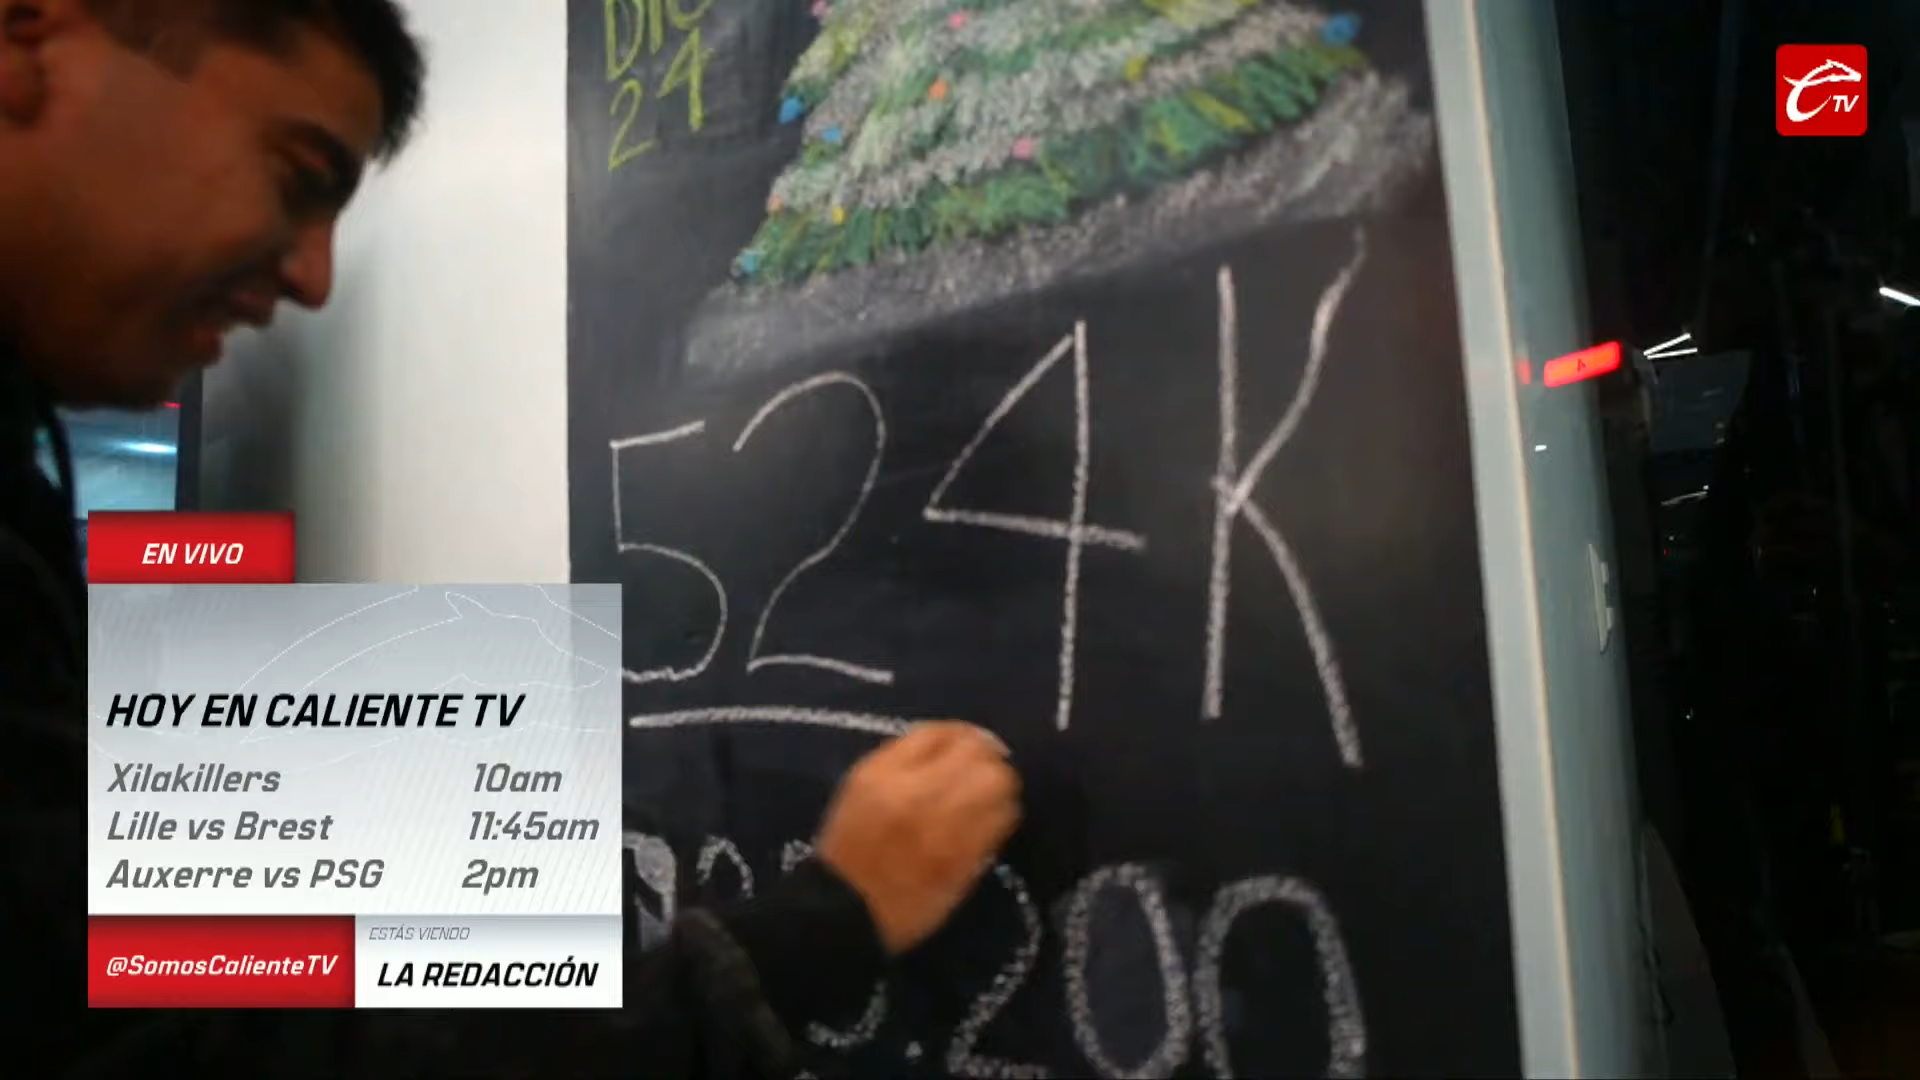 DIC
24
TV
524K
EN VIVO
HOY EN CALIENTE TV
Xilakillers 10am
Lille vs Brest 11:45am
Auxerre vs PSG 2pm
@SomosCalienteTV
ESTÁS VIENDO
LA REDACCIÓN
.200